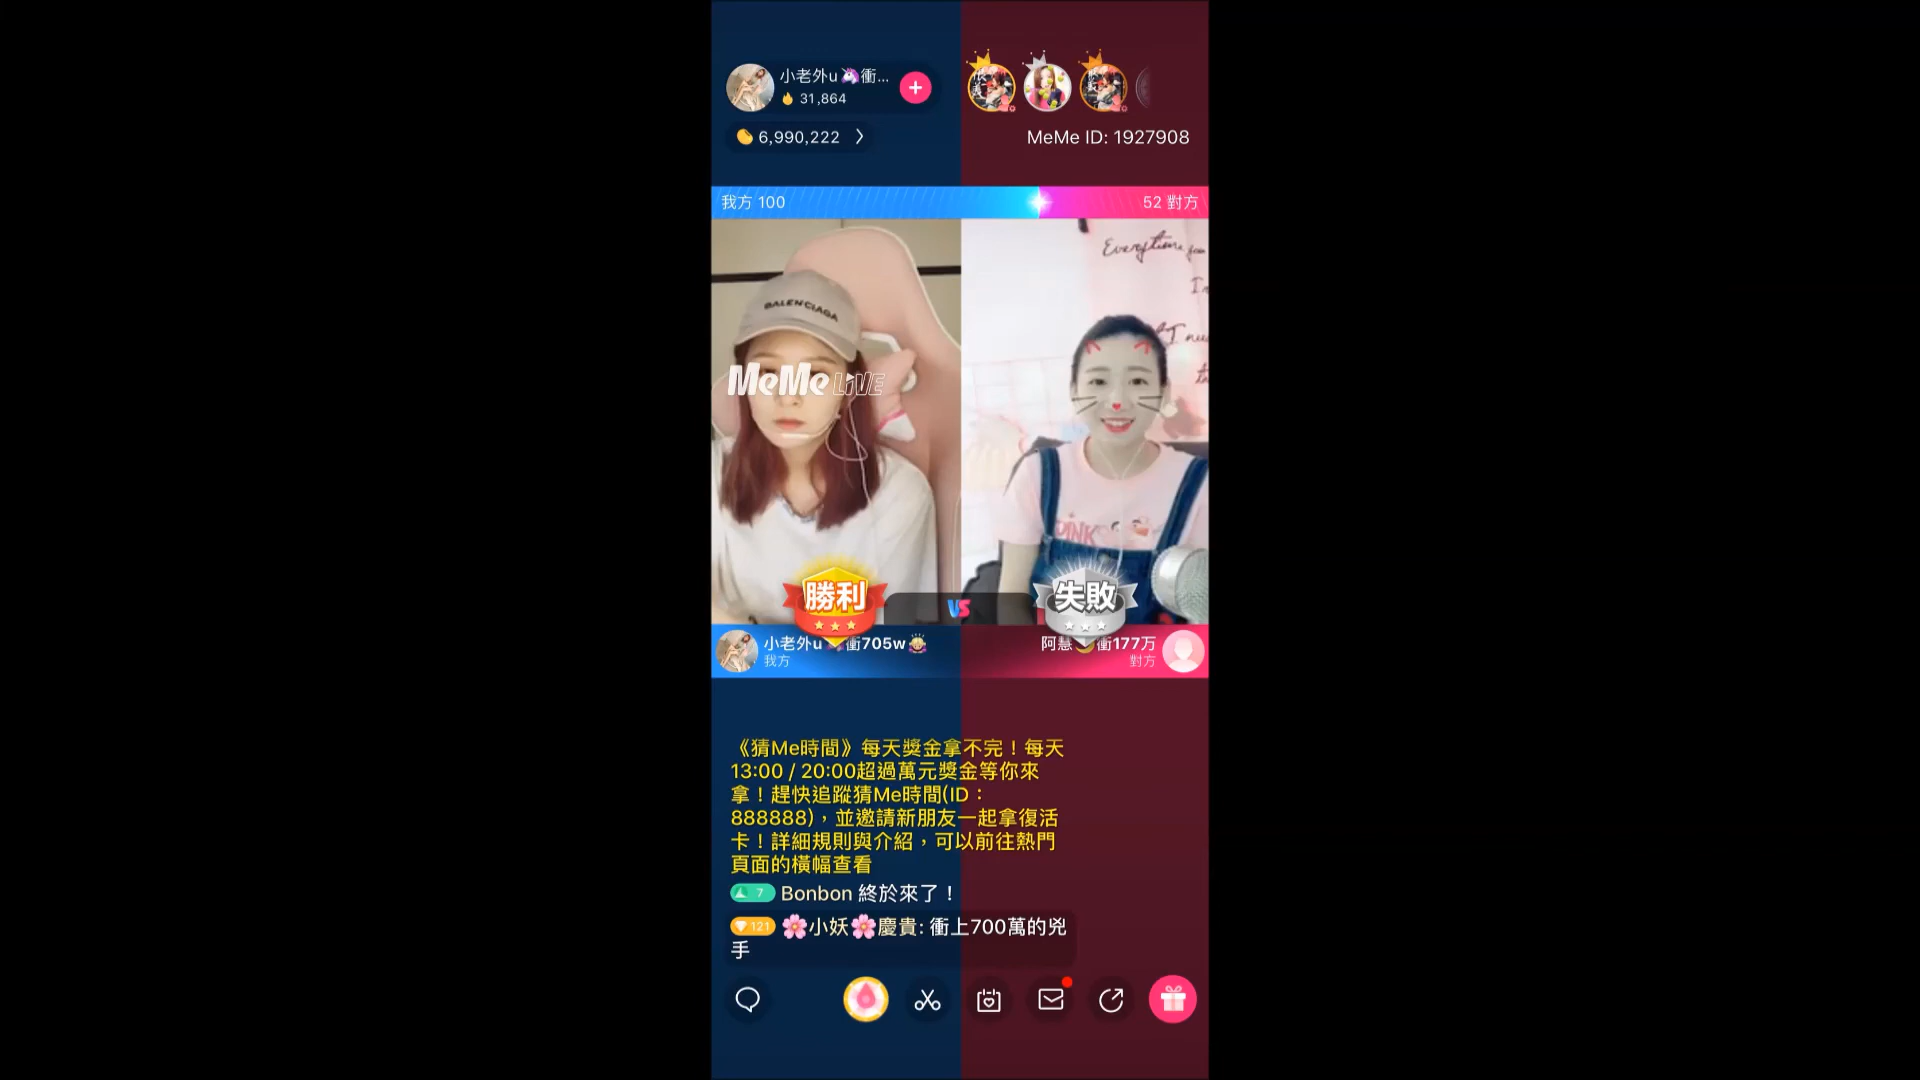 小老外u🦄衝...
31,864
6,990,222
MeMe ID: 1927908
我方 100
52 對方
Everytime you
BALENCIAGA
MeMe LiVE
PINK
勝利
VS
失敗
小老外u🦄衝705w
我方
阿慧🌙衝177万
對方
《猜Me時間》每天獎金拿不完！每天
13:00 / 20:00超過萬元獎金等你來
拿！趕快追蹤猜Me時間(ID：
888888)，並邀請新朋友一起拿復活
卡！詳細規則與介紹，可以前往熱門
頁面的橫幅查看
7 Bonbon 終於來了！
121 🌸小妖🌸慶貴: 衝上700萬的兇
手